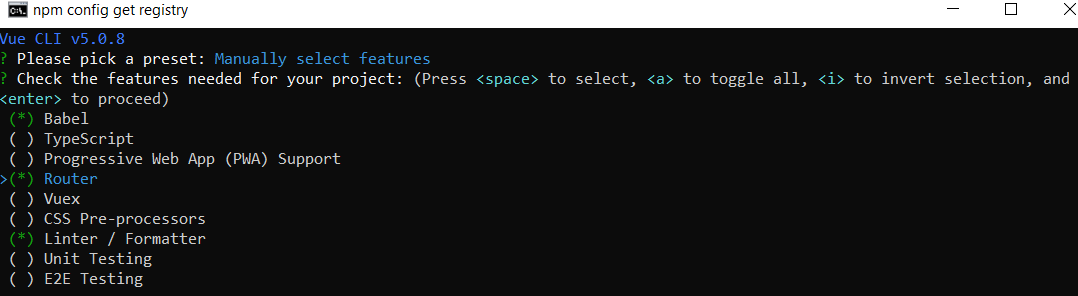 npm config get registry
Vue CLI v5.0.8
? Please pick a preset: Manually select features
? Check the features needed for your project: (Press <space> to select, <a> to toggle all, <i> to invert selection, and
<enter> to proceed)
(*) Babel
( ) TypeScript
( ) Progressive Web App (PWA) Support
>(*) Router
( ) Vuex
( ) CSS Pre-processors
(*) Linter / Formatter
( ) Unit Testing
( ) E2E Testing